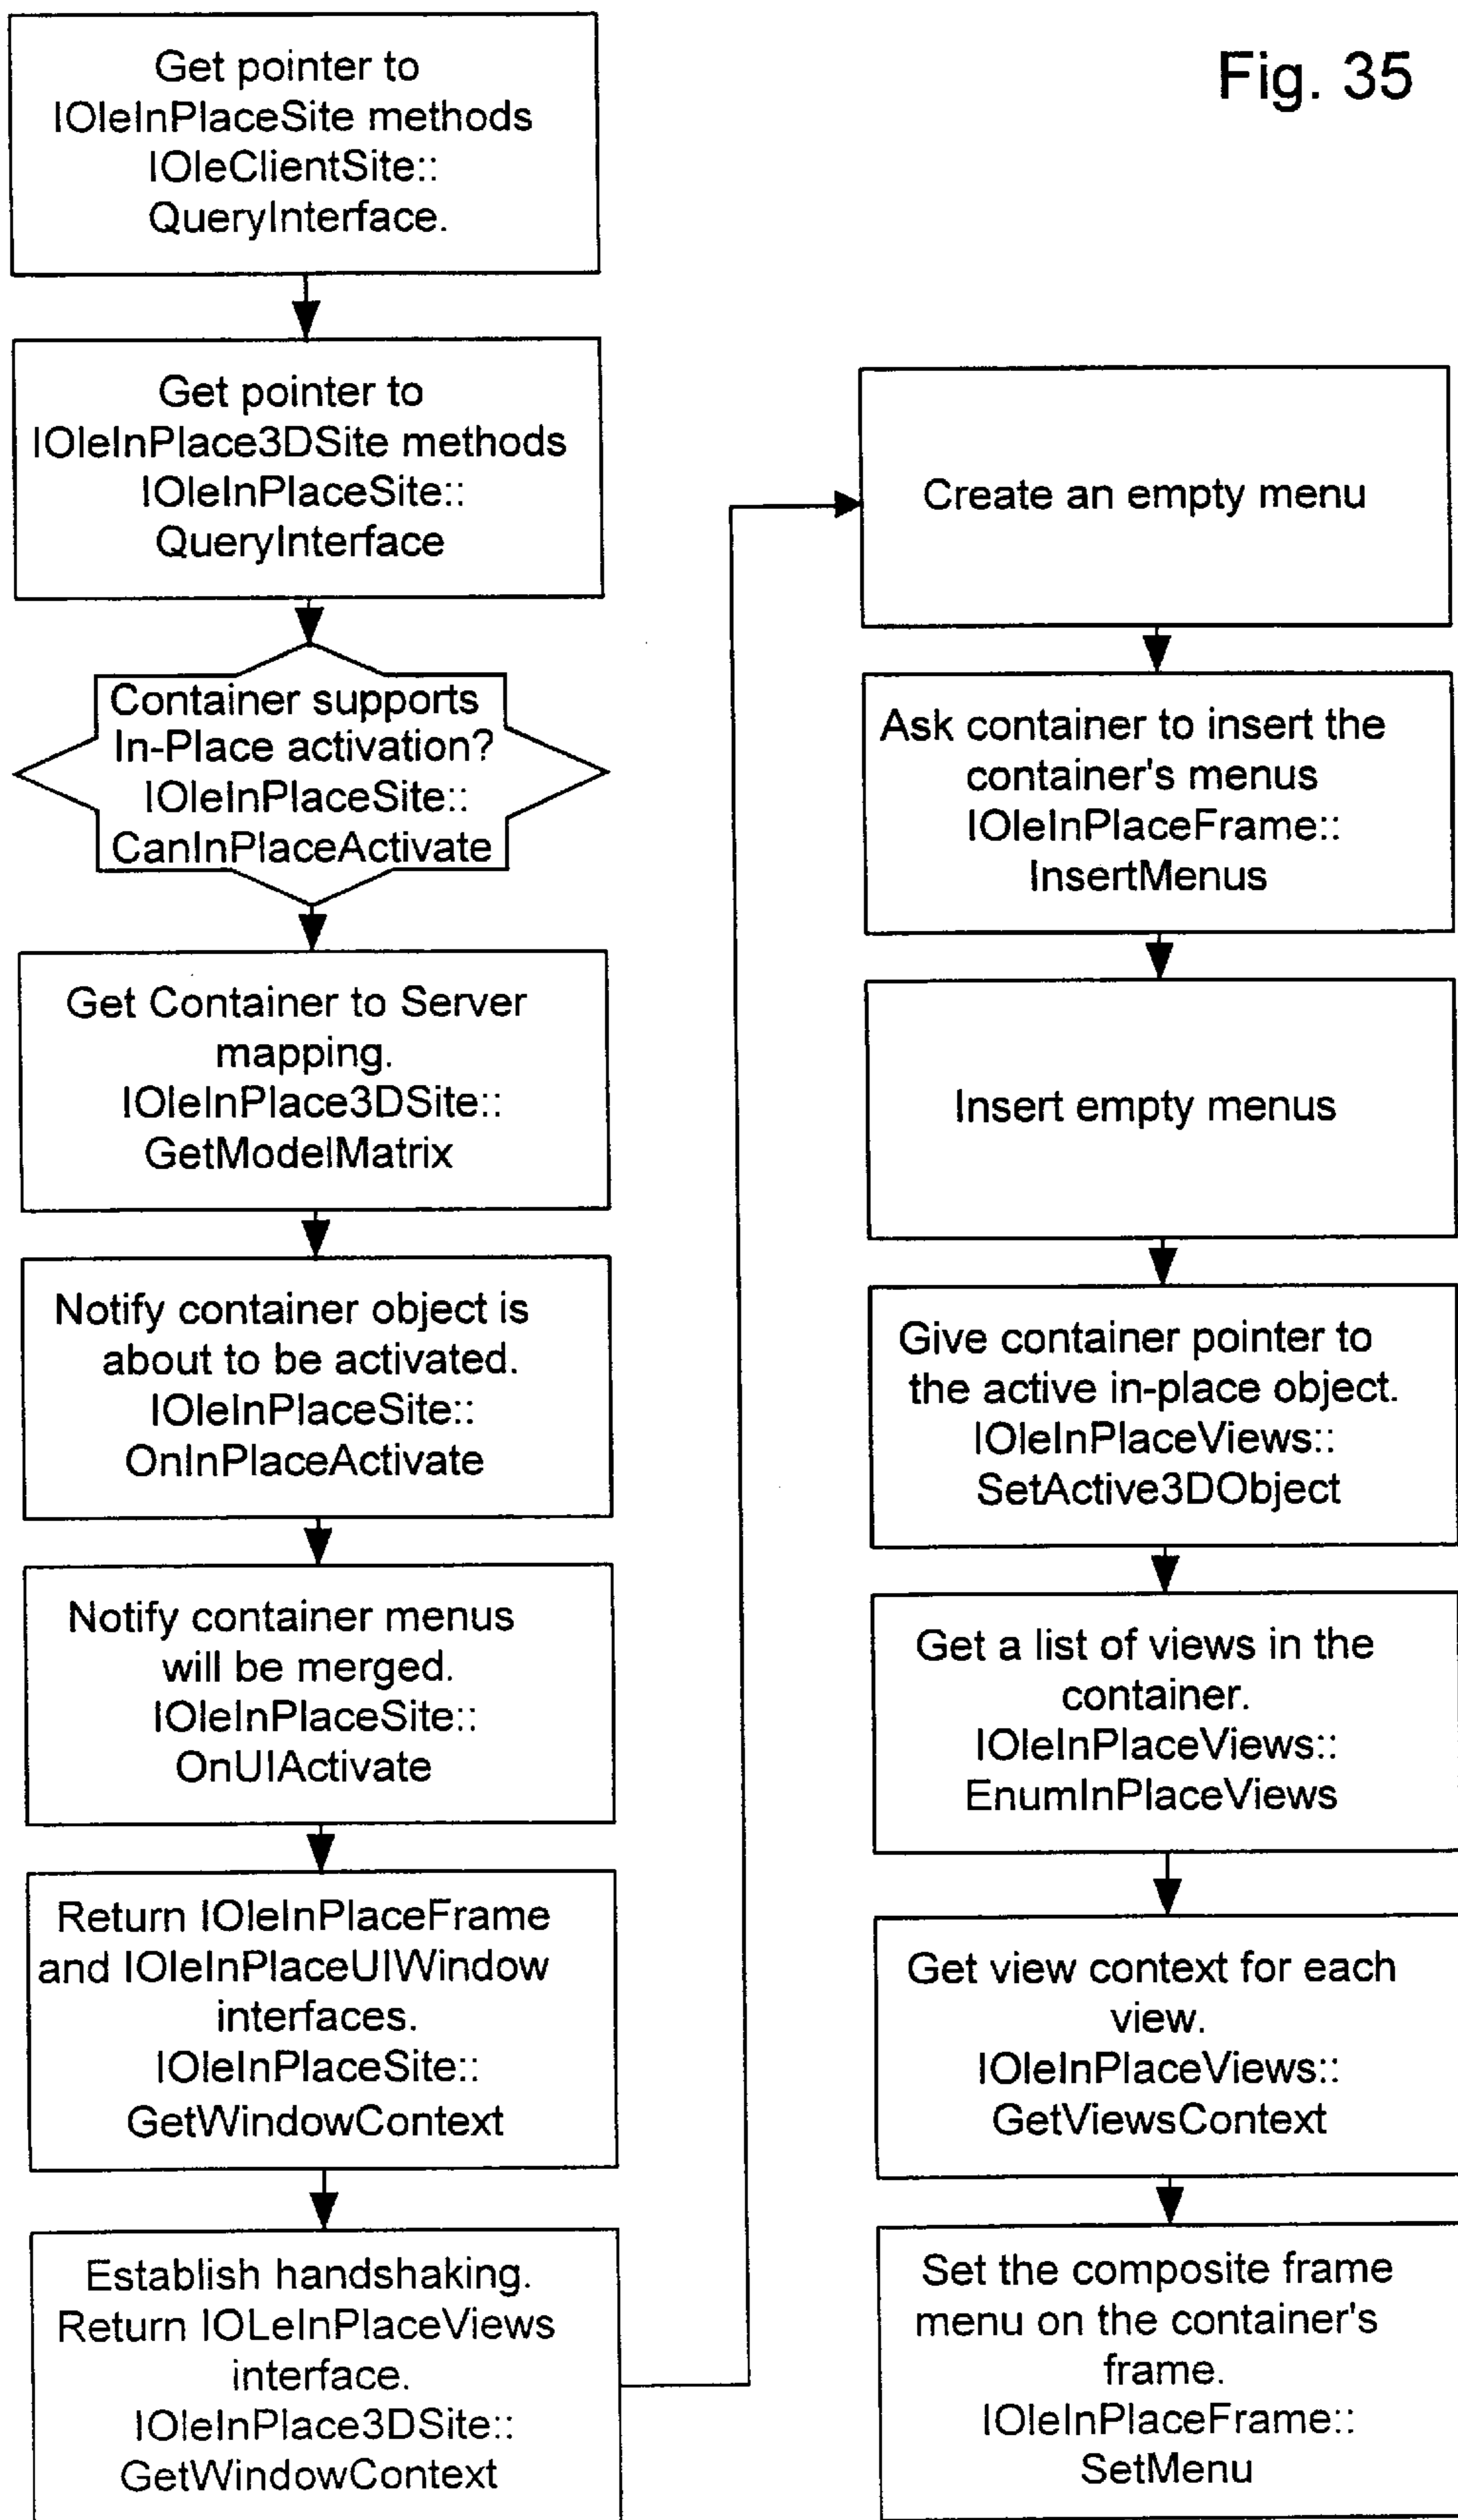 Fig. 35
Get pointer to
IOleInPlaceSite methods
IOleClientSite::
QueryInterface.
Get pointer to
IOleInPlace3DSite methods
IOleInPlaceSite::
QueryInterface
Container supports
In-Place activation?
IOleInPlaceSite::
CanInPlaceActivate
Get Container to Server
mapping.
IOleInPlace3DSite::
GetModelMatrix
Notify container object is
about to be activated.
IOleInPlaceSite::
OnInPlaceActivate
Notify container menus
will be merged.
IOleInPlaceSite::
OnUIActivate
Return IOleInPlaceFrame
and IOleInPlaceUIWindow
interfaces.
IOleInPlaceSite::
GetWindowContext
Establish handshaking.
Return IOLeInPlaceViews
interface.
IOleInPlace3DSite::
GetWindowContext
Create an empty menu
Ask container to insert the
container's menus
IOleInPlaceFrame::
InsertMenus
Insert empty menus
Give container pointer to
the active in-place object.
IOleInPlaceViews::
SetActive3DObject
Get a list of views in the
container.
IOleInPlaceViews::
EnumInPlaceViews
Get view context for each
view.
IOleInPlaceViews::
GetViewsContext
Set the composite frame
menu on the container's
frame.
IOleInPlaceFrame::
SetMenu